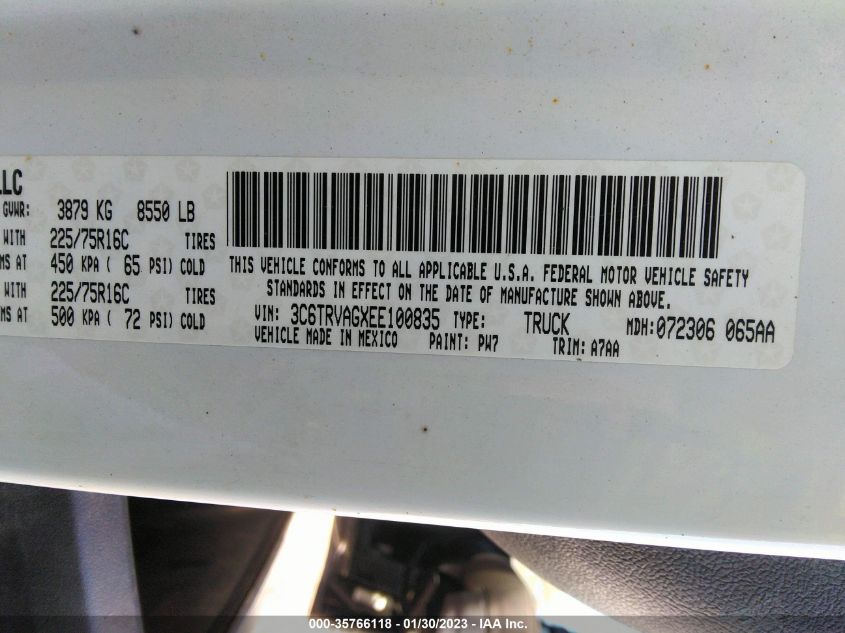 LLC
GVWR: 3879 KG 8550 LB
WITH 225/75R16C TIRES
MS AT 450 KPA ( 65 PSI) COLD
WITH 225/75R16C TIRES
MS AT 500 KPA ( 72 PSI) COLD
THIS VEHICLE CONFORMS TO ALL APPLICABLE U.S.A. FEDERAL MOTOR VEHICLE SAFETY
STANDARDS IN EFFECT ON THE DATE OF MANUFACTURE SHOWN ABOVE.
VIN: 3C6TRVAGXEE100835 TYPE: TRUCK MDH: 072306 065AA
VEHICLE MADE IN MEXICO PAINT: PW7 TRIM: A7AA
000-35766118 - 01/30/2023 - IAA Inc.